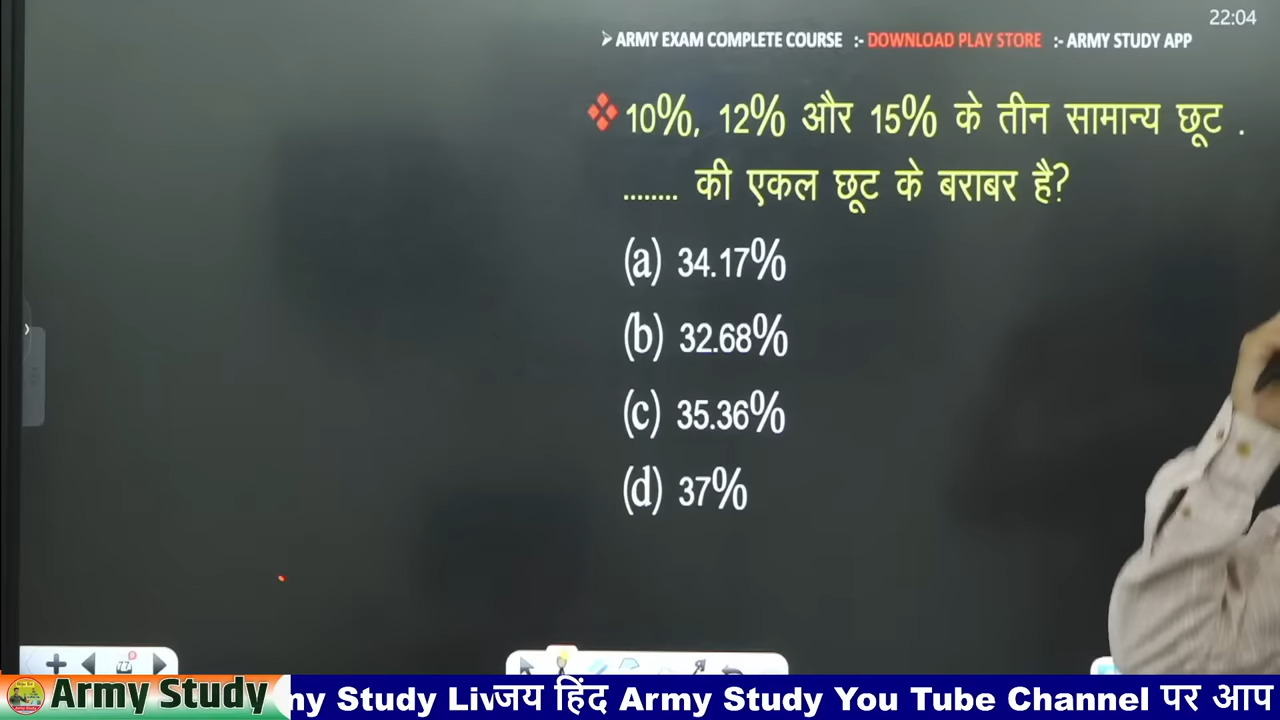 22:04
➢ ARMY EXAM COMPLETE COURSE :- DOWNLOAD PLAY STORE :- ARMY STUDY APP
❖ 10%, 12% और 15% के तीन सामान्य छूट .
........ की एकल छूट के बराबर है?
(a) 34.17%
(b) 32.68%
(c) 35.36%
(d) 37%
77
Army Study
ny Study Livजय हिंद Army Study You Tube Channel पर आप